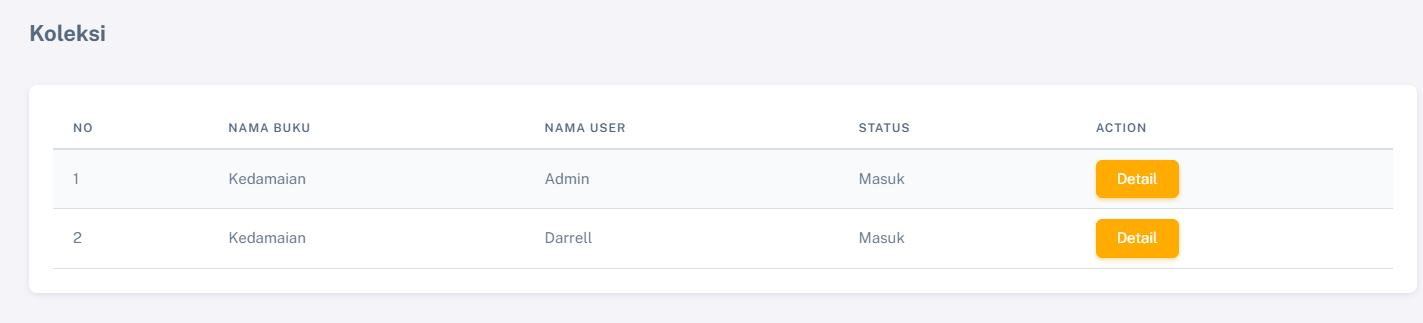 Koleksi
NO NAMA BUKU NAMA USER STATUS ACTION
1 Kedamaian Admin Masuk Detail
2 Kedamaian Darrell Masuk Detail